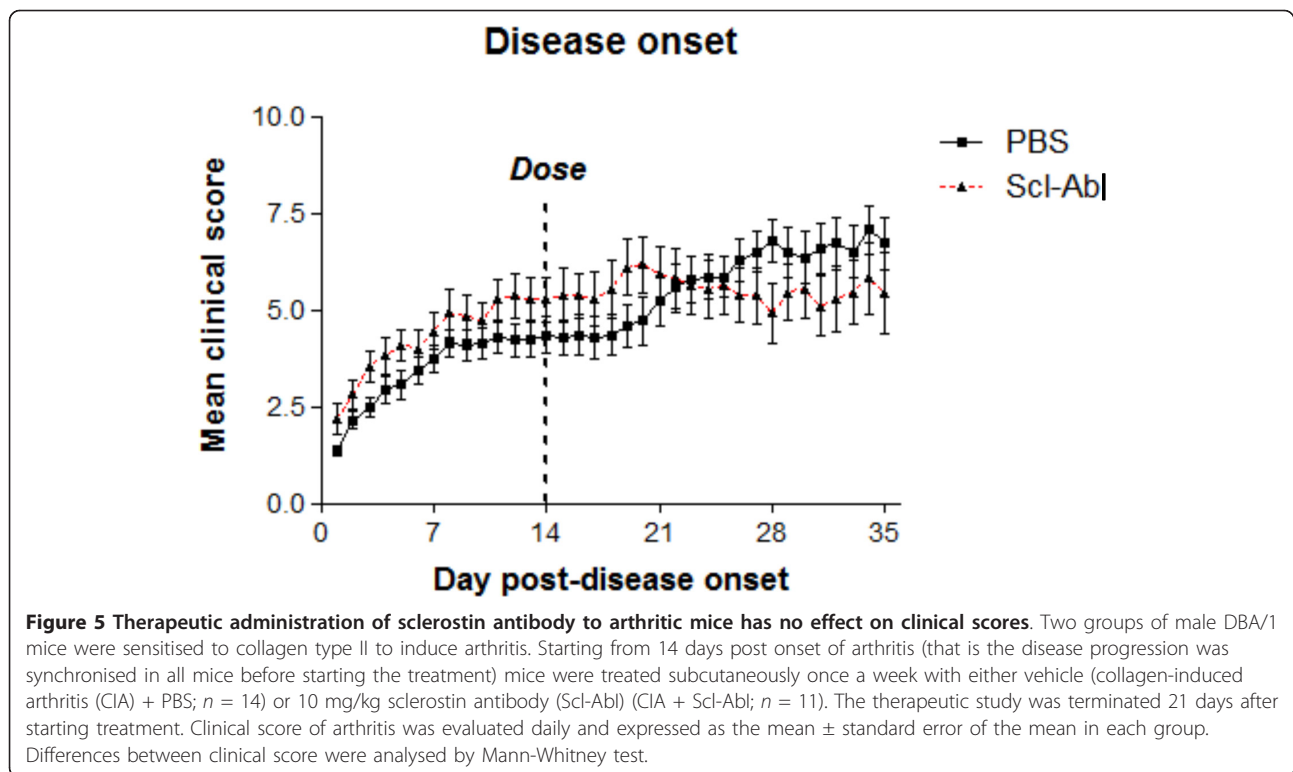 Disease onset
10.0
7.5
5.0
2.5
0.0
Mean clinical score
Dose
PBS
Scl-AbI
0 7 14 21 28 35
Day post-disease onset
Figure 5 Therapeutic administration of sclerostin antibody to arthritic mice has no effect on clinical scores. Two groups of male DBA/1
mice were sensitised to collagen type II to induce arthritis. Starting from 14 days post onset of arthritis (that is the disease progression was
synchronised in all mice before starting the treatment) mice were treated subcutaneously once a week with either vehicle (collagen-induced
arthritis (CIA) + PBS; n = 14) or 10 mg/kg sclerostin antibody (Scl-AbI) (CIA + Scl-AbI; n = 11). The therapeutic study was terminated 21 days after
starting treatment. Clinical score of arthritis was evaluated daily and expressed as the mean ± standard error of the mean in each group.
Differences between clinical score were analysed by Mann-Whitney test.